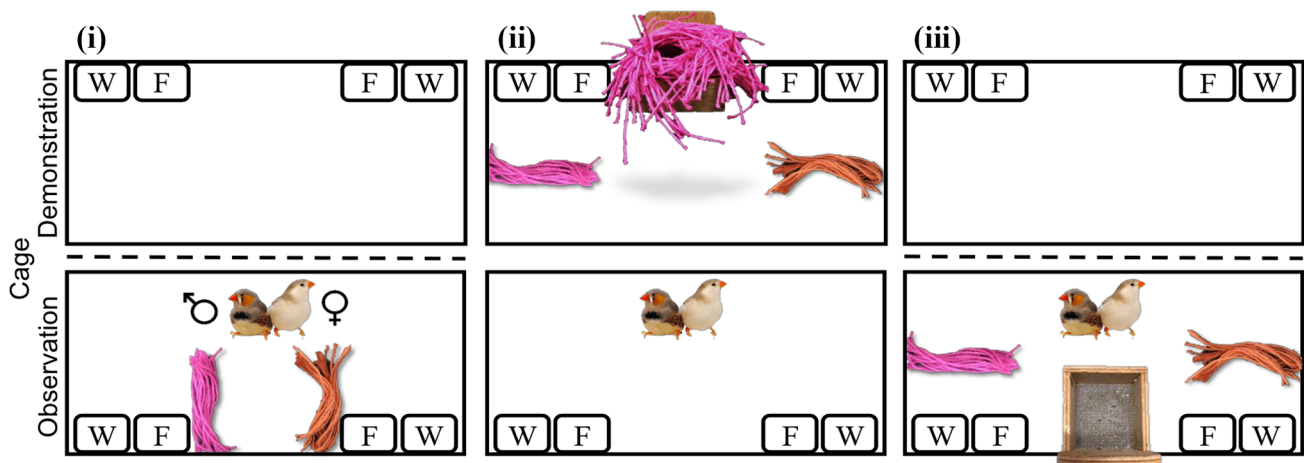 (i) (ii) (iii)
W F F W W F F W W F F W
Demonstration
Cage
♂ ♀
Observation
W F F W W F F W W F F W